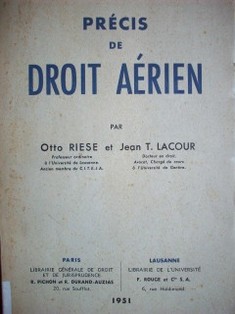 PRÉCIS
DE
DROIT AÉRIEN
PAR
Otto RIESE et Jean T. LACOUR
Professeur ordinaire
à l'Université de Lausanne,
Ancien membre du C.I.T.E.J.A.
Docteur en droit,
Avocat, Chargé de cours
à l'Université de Genève.
PARIS
LIBRAIRIE GÉNÉRALE DE DROIT
ET DE JURISPRUDENCE
R. PICHON & R. DURAND-AUZIAS
20, rue Soufflot
LAUSANNE
LIBRAIRIE DE L'UNIVERSITÉ
F. ROUGE et Cie S.A.
6, rue Haldimand
1951